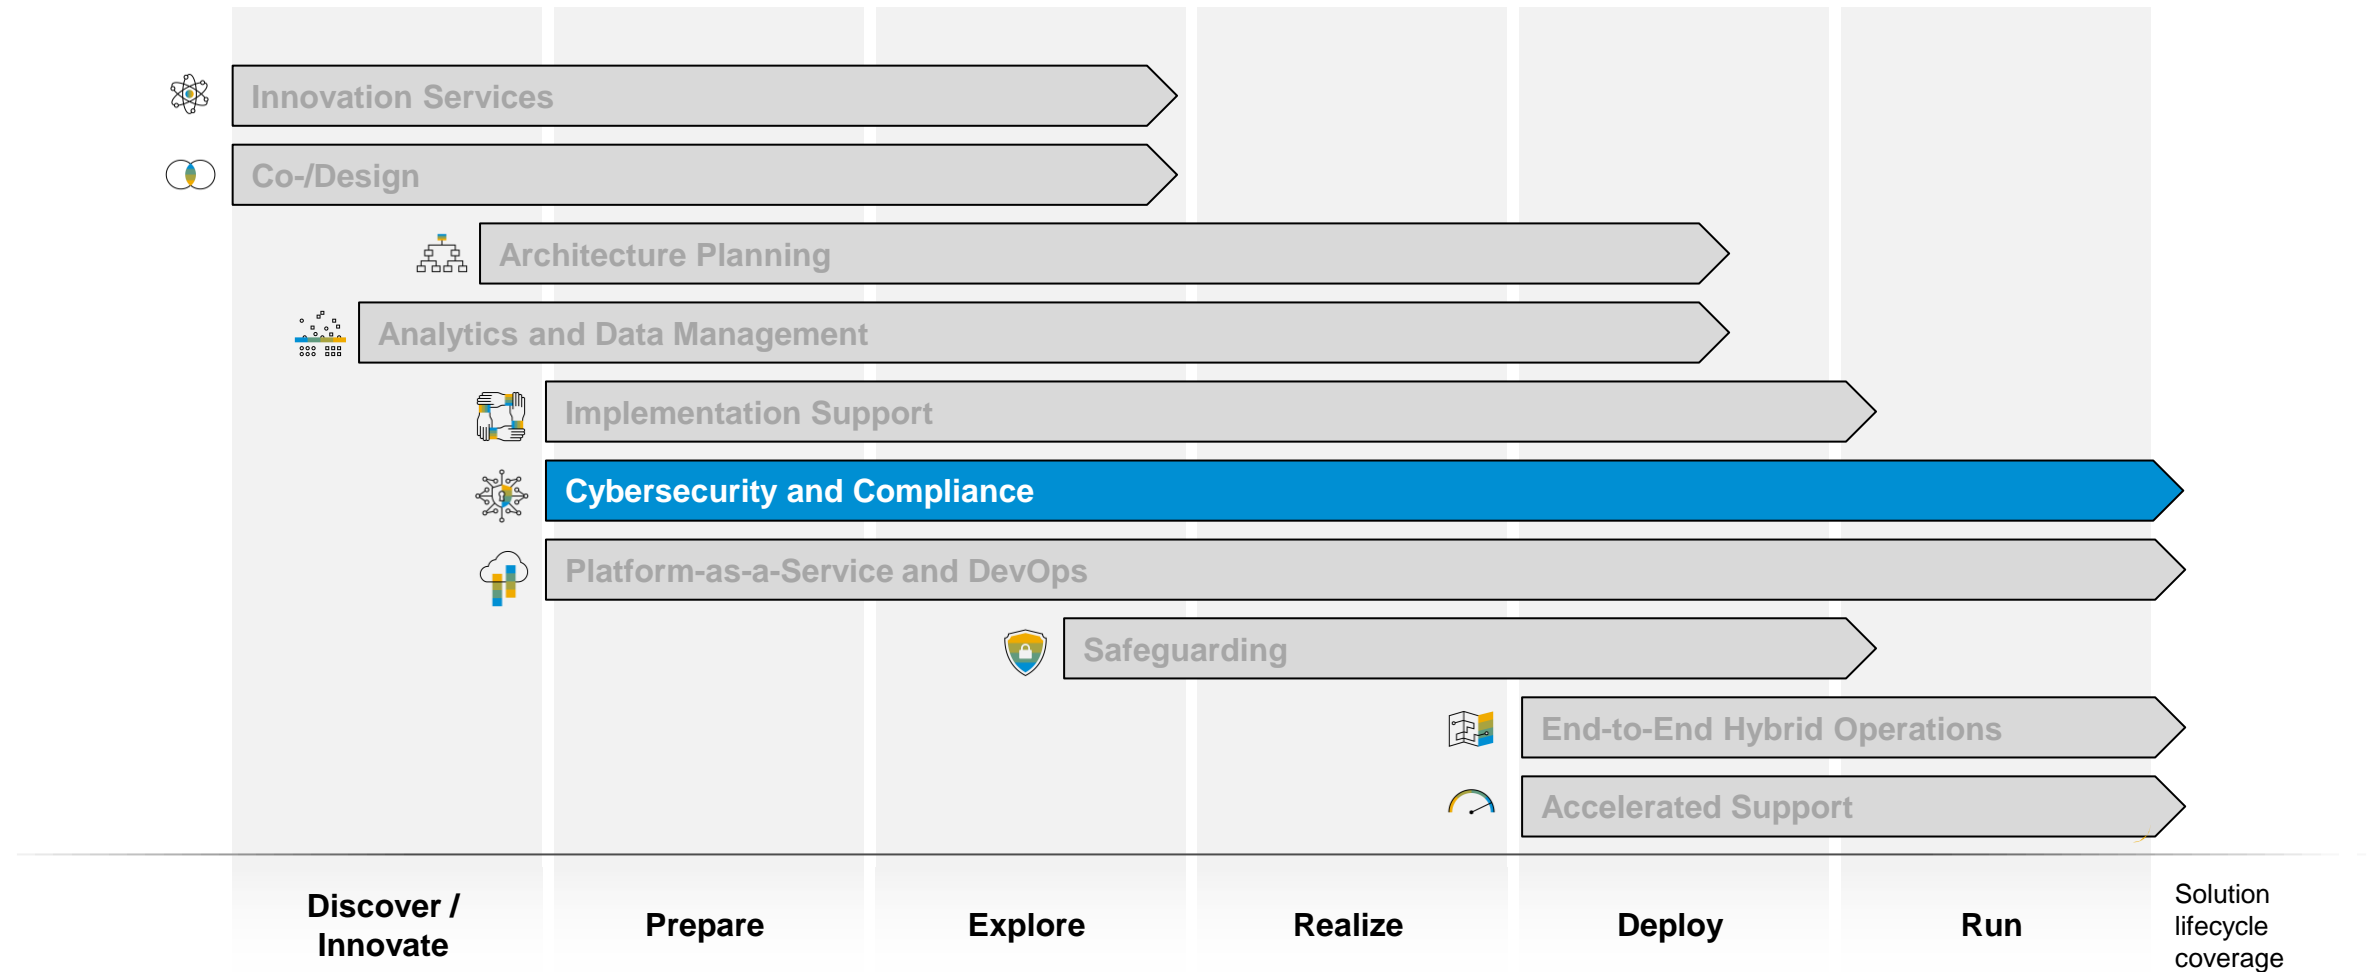 Innovation Services
Co-/Design
Architecture Planning
Analytics and Data Management
Implementation Support
Cybersecurity and Compliance
Platform-as-a-Service and DevOps
Safeguarding
End-to-End Hybrid Operations
Accelerated Support
Discover /
Innovate
Prepare
Explore
Realize
Deploy
Run
Solution
lifecycle
coverage